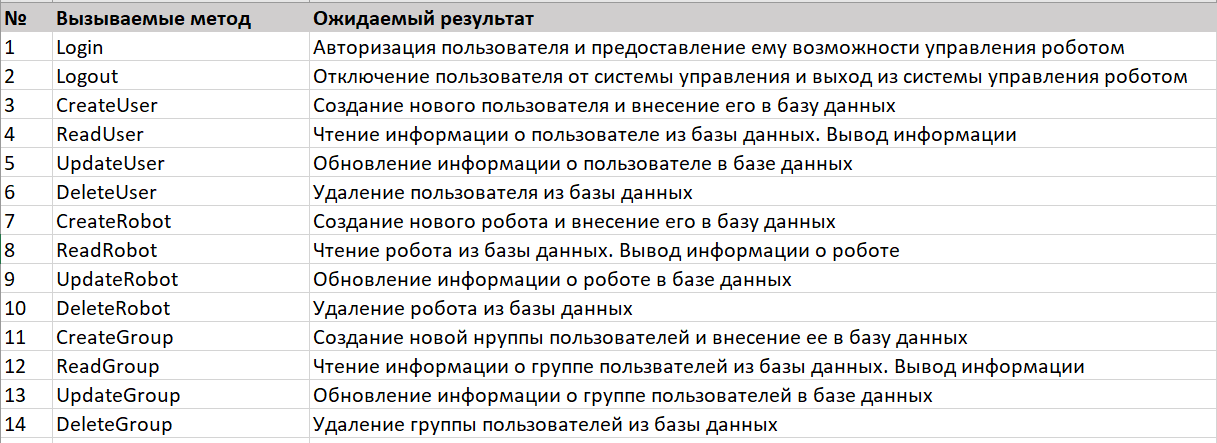 № Вызываемые метод Ожидаемый результат
1 Login Авторизация пользователя и предоставление ему возможности управления роботом
2 Logout Отключение пользователя от системы управления и выход из системы управления роботом
3 CreateUser Создание нового пользователя и внесение его в базу данных
4 ReadUser Чтение информации о пользователе из базы данных. Вывод информации
5 UpdateUser Обновление информации о пользователе в базе данных
6 DeleteUser Удаление пользователя из базы данных
7 CreateRobot Создание нового робота и внесение его в базу данных
8 ReadRobot Чтение робота из базы данных. Вывод информации о роботе
9 UpdateRobot Обновление информации о роботе в базе данных
10 DeleteRobot Удаление робота из базы данных
11 CreateGroup Создание новой нруппы пользователей и внесение ее в базу данных
12 ReadGroup Чтение информации о группе пользвателей из базы данных. Вывод информации
13 UpdateGroup Обновление информации о группе пользователей в базе данных
14 DeleteGroup Удаление группы пользователей из базы данных